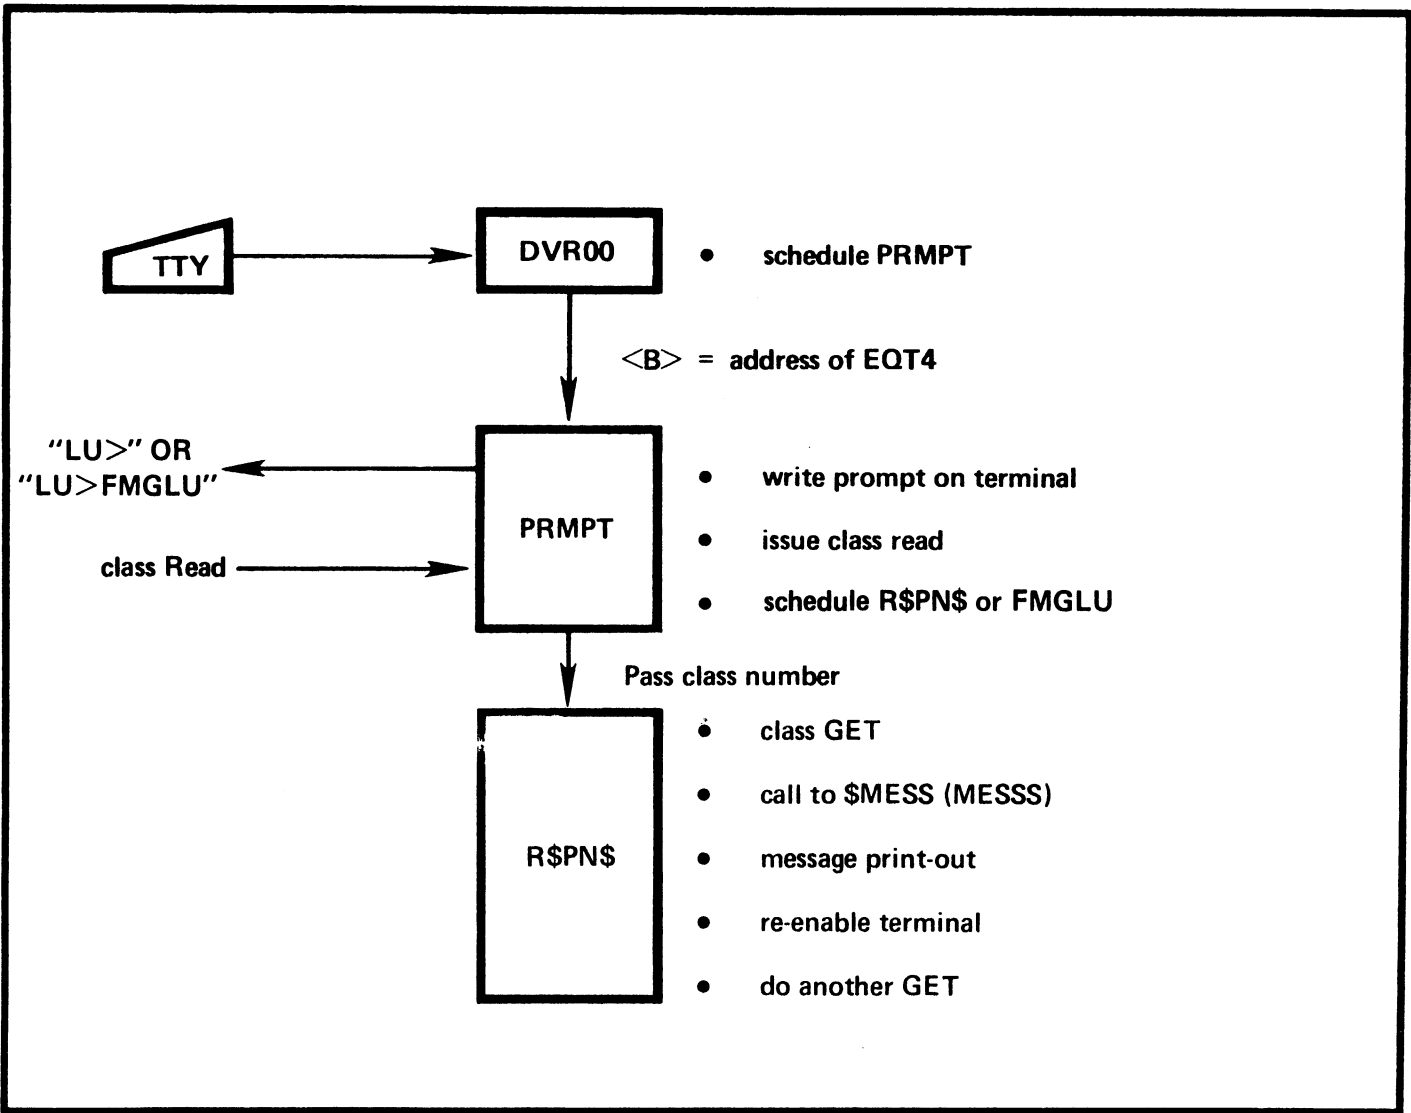 TTY
DVR00
• schedule PRMPT
<B> = address of EQT4
"LU>" OR
"LU>FMGLU"
class Read
PRMPT
• write prompt on terminal
• issue class read
• schedule R$PN$ or FMGLU
Pass class number
R$PN$
• class GET
• call to $MESS (MESSS)
• message print-out
• re-enable terminal
• do another GET